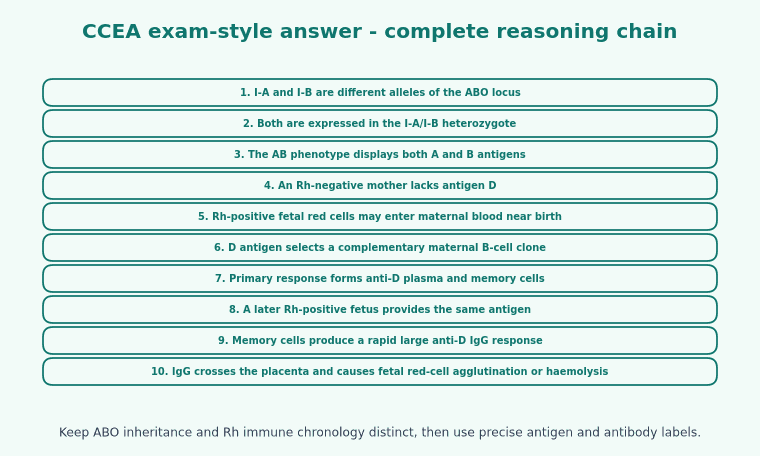 CCEA exam-style answer - complete reasoning chain
1. I-A and I-B are different alleles of the ABO locus
2. Both are expressed in the I-A/I-B heterozygote
3. The AB phenotype displays both A and B antigens
4. An Rh-negative mother lacks antigen D
5. Rh-positive fetal red cells may enter maternal blood near birth
6. D antigen selects a complementary maternal B-cell clone
7. Primary response forms anti-D plasma and memory cells
8. A later Rh-positive fetus provides the same antigen
9. Memory cells produce a rapid large anti-D IgG response
10. IgG crosses the placenta and causes fetal red-cell agglutination or haemolysis
Keep ABO inheritance and Rh immune chronology distinct, then use precise antigen and antibody labels.